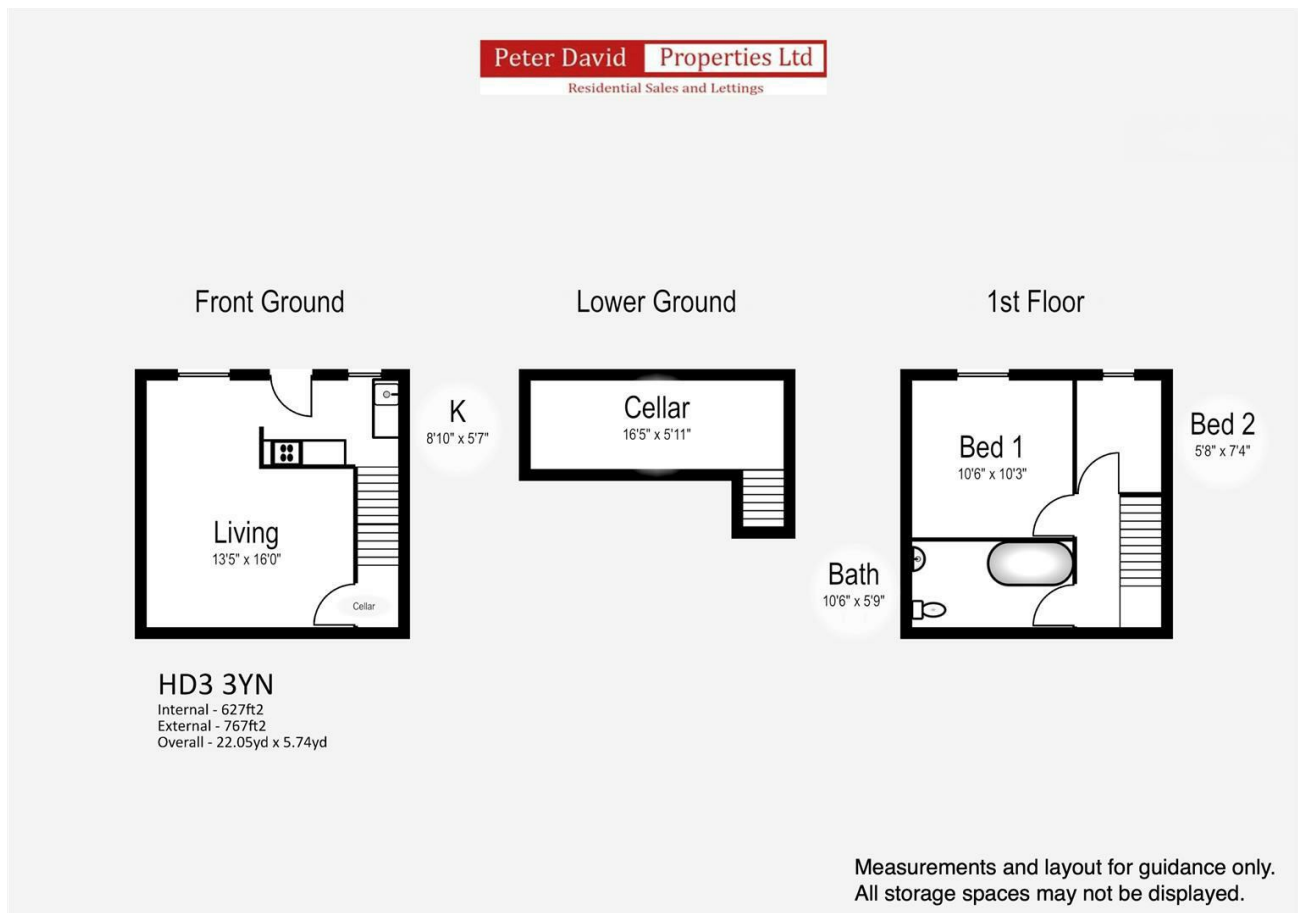 Peter David Properties Ltd
Residential Sales and Lettings
Front Ground
Lower Ground
1st Floor
K
8'10" x 5'7"
Living
13'5" x 16'0"
Cellar
Cellar
16'5" x 5'11"
Bed 1
10'6" x 10'3"
Bed 2
5'8" x 7'4"
Bath
10'6" x 5'9"
HD3 3YN
Internal - 627ft2
External - 767ft2
Overall - 22.05yd x 5.74yd
Measurements and layout for guidance only.
All storage spaces may not be displayed.